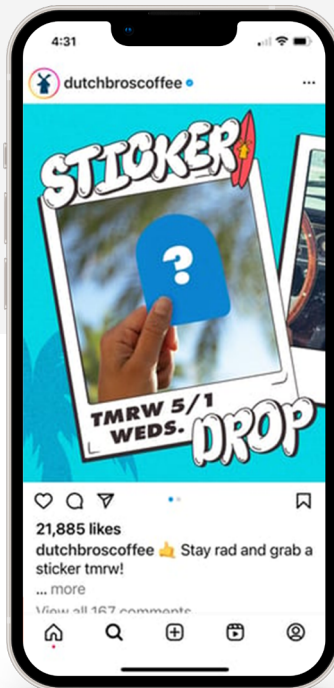 4:31
dutchbroscoffee
STICKER
?
TMRW 5/1
WEDS.
DROP
21,885 likes
dutchbroscoffee 🤙 Stay rad and grab a
sticker tmrw!
... more
View all 167 comments